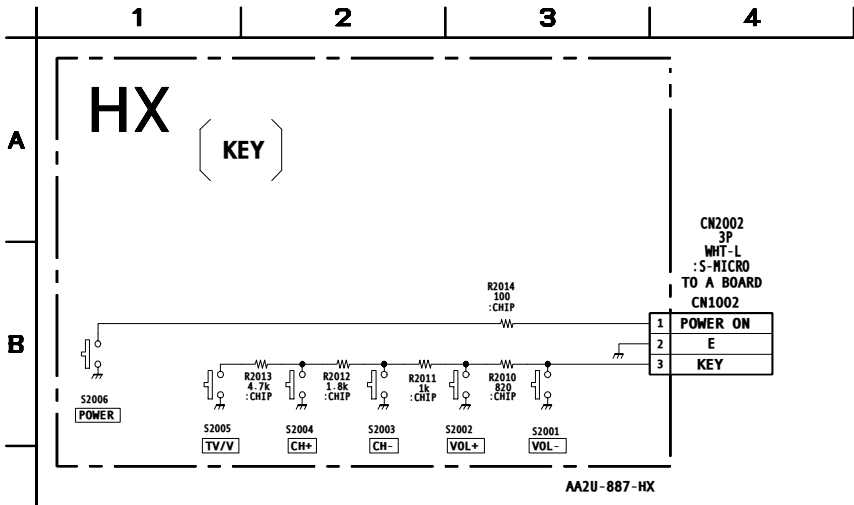 1 2 3 4
A
HX
KEY
CN2002
3P
WHT-L
:S-MICRO
TO A BOARD
CN1002
B
R2014
100
:CHIP
1 POWER ON
2 E
3 KEY
S2006
POWER
R2013
4.7k
:CHIP
R2012
1.8k
:CHIP
R2011
1k
:CHIP
R2010
820
:CHIP
S2005
TV/V
S2004
CH+
S2003
CH-
S2002
VOL+
S2001
VOL-
AA2U-887-HX